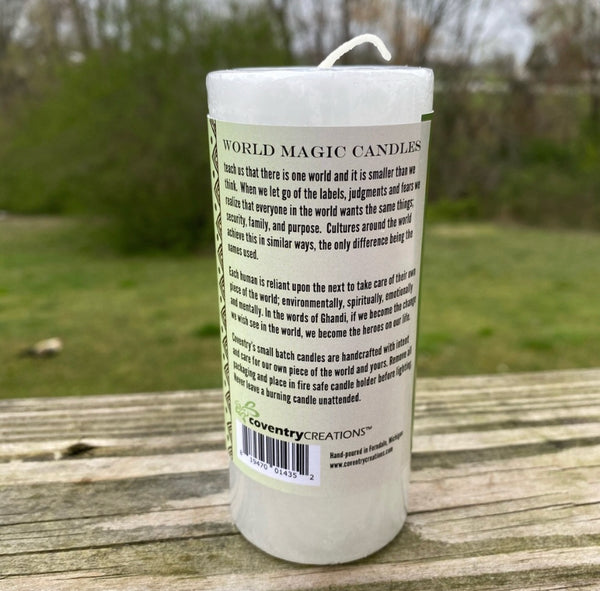 WORLD MAGIC CANDLES
teach us that there is one world and it is smaller than we
think. When we let go of the labels, judgments and fears we
realize that everyone in the world wants the same things;
security, family, and purpose. Cultures around the world
achieve this in similar ways, the only difference being the
names used.
Each human is reliant upon the next to take care of their own
piece of the world; environmentally, spiritually, emotionally
and mentally. In the words of Ghandi, if we become the change
we wish see in the world, we become the heroes on our life.
Coventry's small batch candles are handcrafted with intent
and care for our own piece of the world and yours. Remove all
packaging and place in fire safe candle holder before lighting.
Never leave a burning candle unattended.
coventryCREATIONS™
Hand-poured in Ferndale, Michigan
www.coventrycreations.com
19470 01435 2